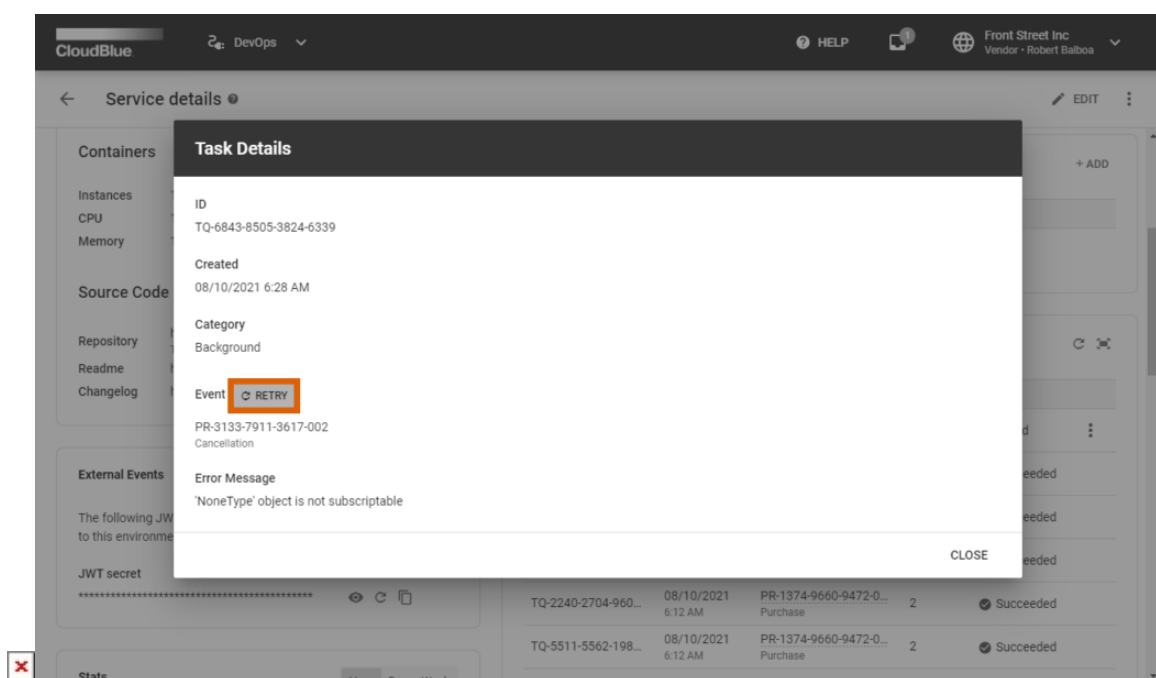 CloudBlue
DevOps
HELP
1
Front Street Inc
Vendor • Robert Balboa
Service details
EDIT
Containers
Task Details
+ ADD
Instances
ID
CPU
TQ-6843-8505-3824-6339
Memory
Created
Source Code
08/10/2021 6:28 AM
Category
Repository
Background
Readme
Changelog
Event RETRY
PR-3133-7911-3617-002
Cancellation
External Events
Error Message
'NoneType' object is not subscriptable
The following JW
to this environme
CLOSE
JWT secret
********************************************
TQ-2240-2704-960... 08/10/2021 PR-1374-9660-9472-0... 2 Succeeded
6:12 AM Purchase
TQ-5511-5562-198... 08/10/2021 PR-1374-9660-9472-0... 2 Succeeded
6:12 AM Purchase
Stats